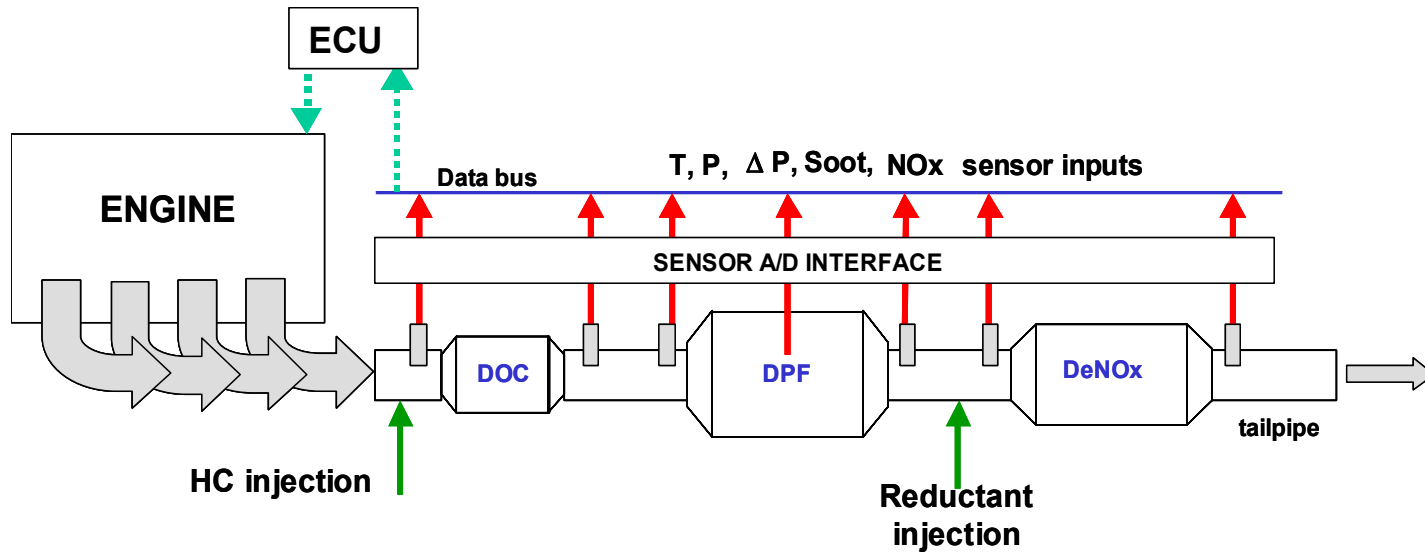 ECU
T, P, Δ P, Soot, NOx sensor inputs
Data bus
ENGINE
SENSOR A/D INTERFACE
DOC
DPF
DeNOx
tailpipe
HC injection
Reductant
injection